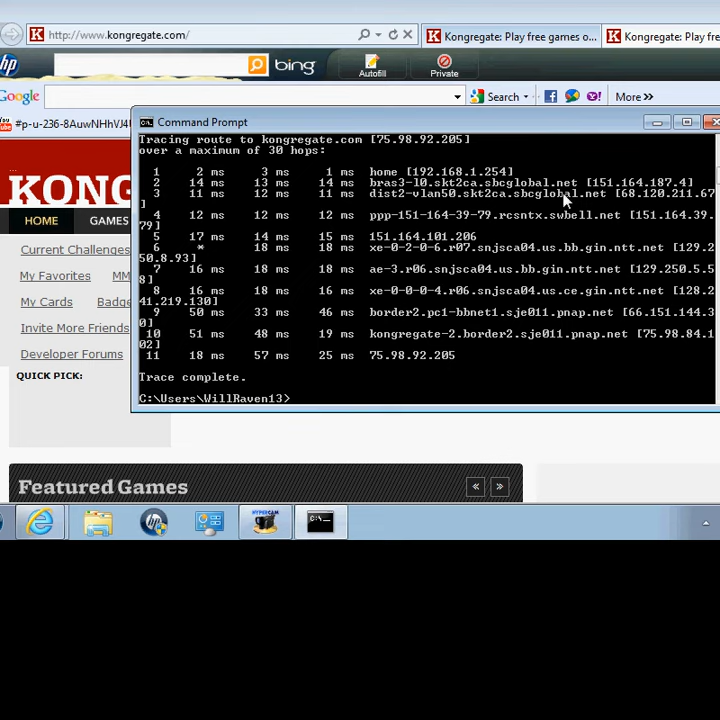 http://www.kongregate.com/
Kongregate: Play free games o...
Kongregate: Play fre
bing
Autofill
Private
Google
Search
More »
#p-u-236-8AuwNHhVJ4
Command Prompt
Tracing route to kongregate.com [75.98.92.205]
over a maximum of 30 hops:
1 2 ms 3 ms 1 ms home [192.168.1.254]
2 14 ms 13 ms 14 ms bras3-l0.skt2ca.sbcglobal.net [151.164.187.4]
3 11 ms 12 ms 11 ms dist2-vlan50.skt2ca.sbcglobal.net [68.120.211.67
]
4 12 ms 12 ms 12 ms ppp-151-164-39-79.rcsntx.swbell.net [151.164.39.
79]
5 17 ms 14 ms 15 ms 151.164.101.206
6 * 18 ms 18 ms xe-0-2-0-6.r07.snjsca04.us.bb.gin.ntt.net [129.2
50.8.93]
7 16 ms 18 ms 18 ms ae-3.r06.snjsca04.us.bb.gin.ntt.net [129.250.5.5
8]
8 16 ms 18 ms 16 ms xe-0-0-0-4.r06.snjsca04.us.ce.gin.ntt.net [128.2
41.219.130]
9 50 ms 33 ms 46 ms border2.pc1-bbnet1.sje011.pnap.net [66.151.144.3
0]
10 51 ms 48 ms 19 ms kongregate-2.border2.sje011.pnap.net [75.98.84.1
02]
11 18 ms 57 ms 25 ms 75.98.92.205
Trace complete.
C:\Users\WillRaven13>
KONG
HOME GAMES
Current Challenges
My Favorites
My Cards Badge
Invite More Friends
Developer Forums
QUICK PICK:
Featured Games
« »
HYPERCAM
C:\.